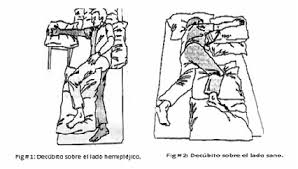 Fig#1: Decúbito sobre el lado hemipléjico.
Fig#2: Decúbito sobre el lado sano.